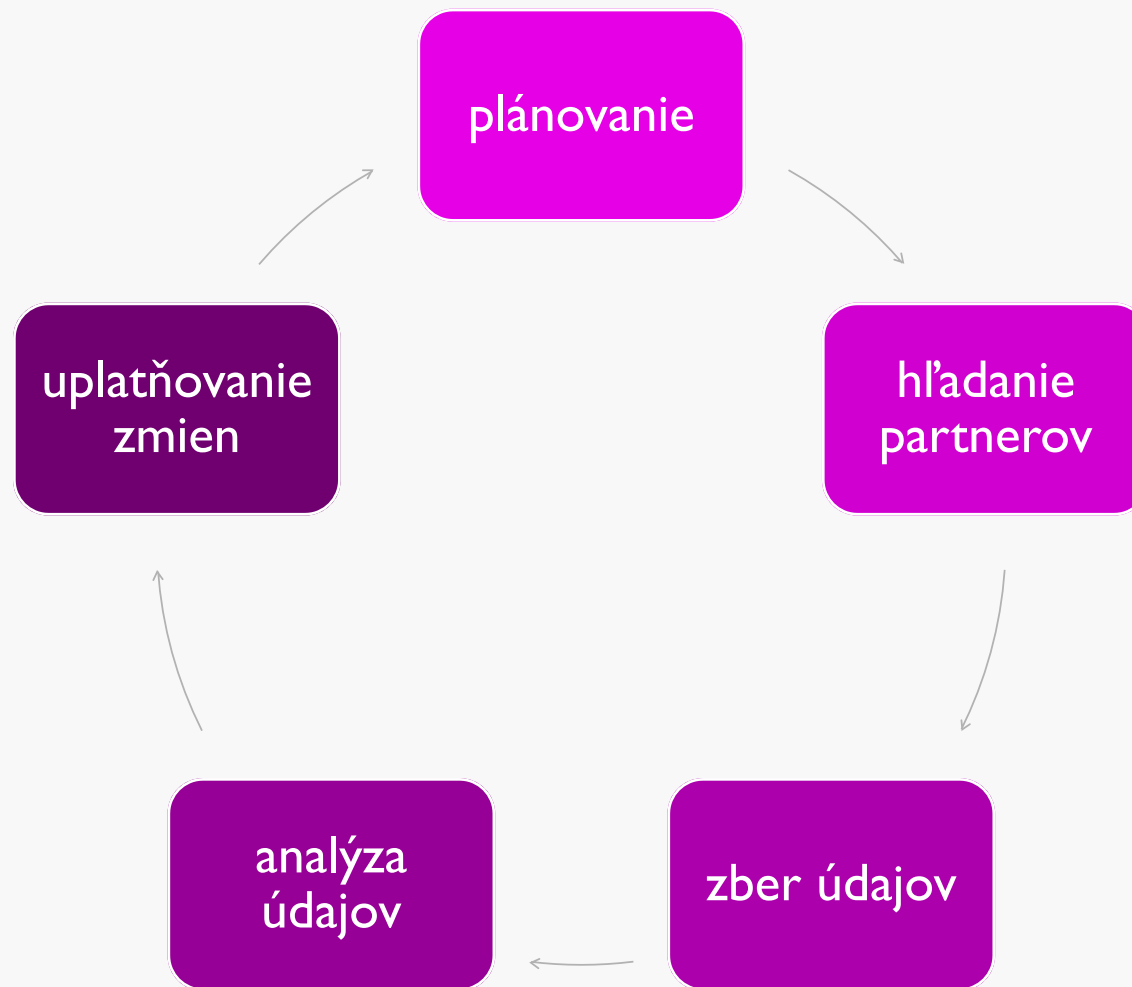 plánovanie
hľadanie
partnerov
zber údajov
analýza
údajov
uplatňovanie
zmien